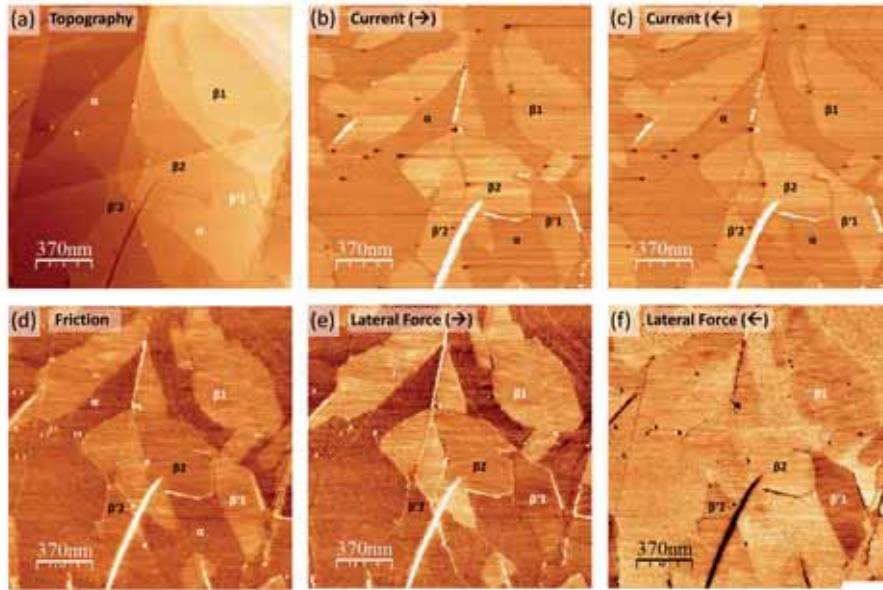 (a) Topography
β1
α
β2
β'2
β'1
α
370nm
(b) Current (→)
β1
α
β2
β'2
β'1
α
370nm
(c) Current (←)
β1
α
β2
β'2
β'1
α
370nm
(d) Friction
α
β1
β2
β'2
β'1
α
370nm
(e) Lateral Force (→)
β1
β2
β'2
β'1
370nm
(f) Lateral Force (←)
β1
β2
β'2
β'1
370nm